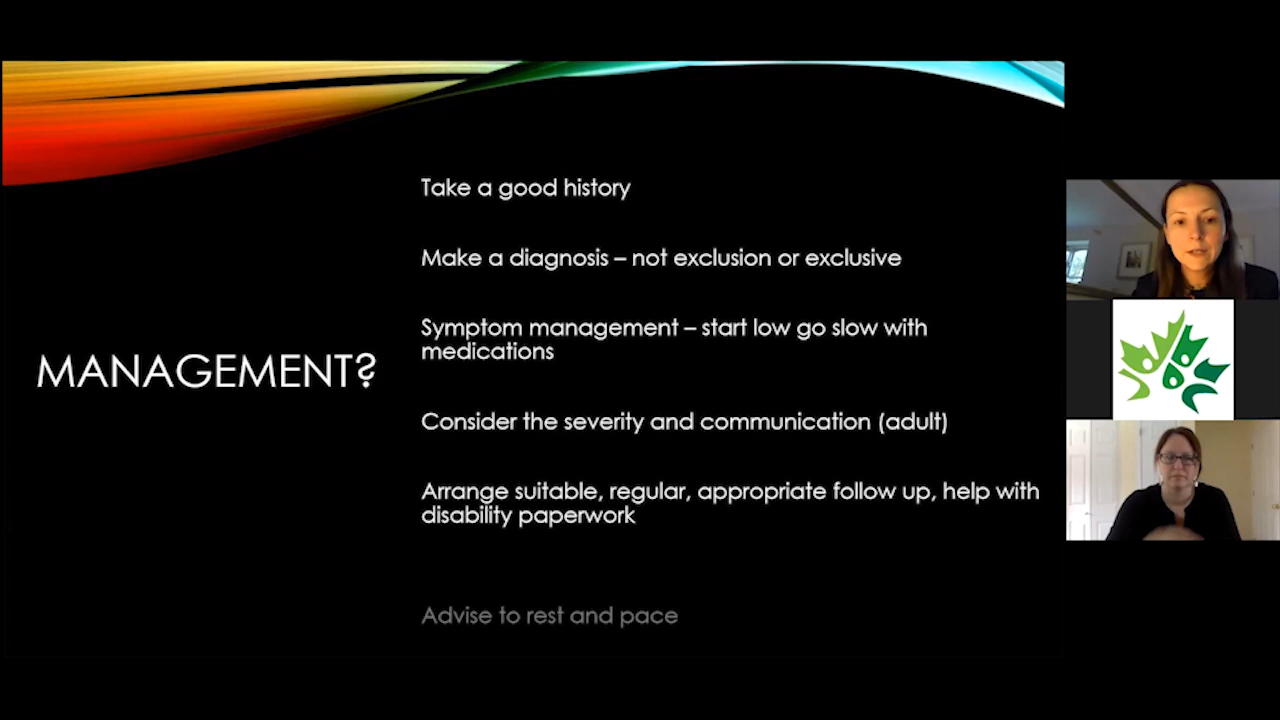 MANAGEMENT?
Take a good history
Make a diagnosis – not exclusion or exclusive
Symptom management – start low go slow with
medications
Consider the severity and communication (adult)
Arrange suitable, regular, appropriate follow up, help with
disability paperwork
Advise to rest and pace